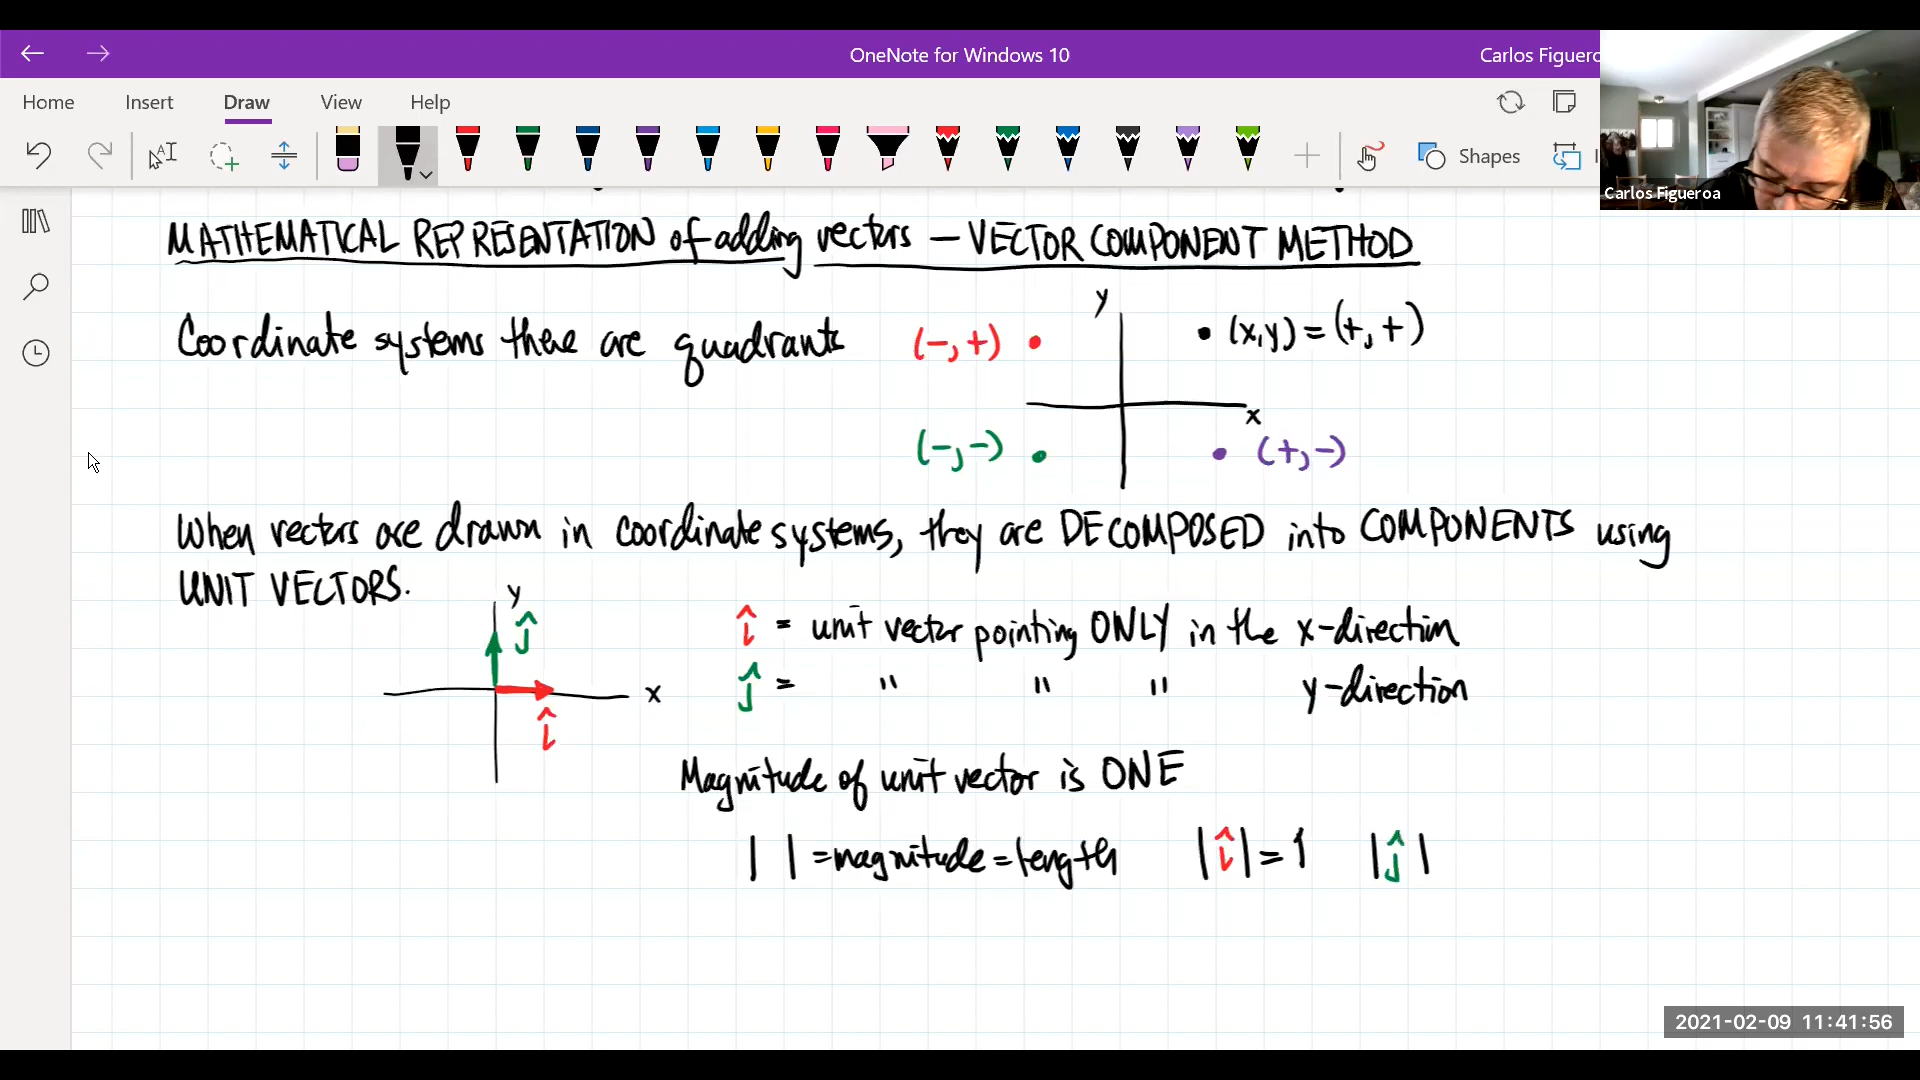 OneNote for Windows 10
Carlos Figuero
Home Insert Draw View Help
Shapes
Carlos Figueroa
MATHEMATICAL REPRESENTATION of adding vectors — VECTOR COMPONENT METHOD
Coordinate systems there are quadrants
y
x
(-,+)
(x,y) = (+,+)
(-,-)
(+,-)
When vectors are drawn in coordinate systems, they are DECOMPOSED into COMPONENTS using
UNIT VECTORS.
y
ĵ
x
î
î = unit vector pointing ONLY in the x-direction
ĵ = " " " y-direction
Magnitude of unit vector is ONE
| | = magnitude = length |î| = 1 |ĵ|
2021-02-09 11:41:56